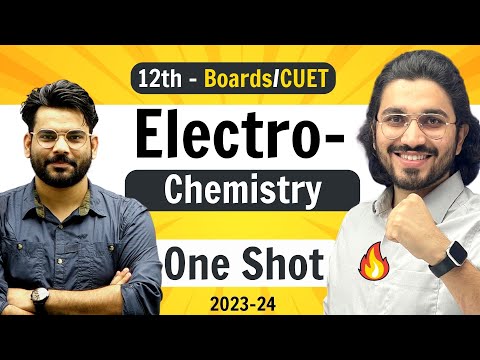 12th - Boards/CUET
Electro-
Chemistry
One Shot
2023-24